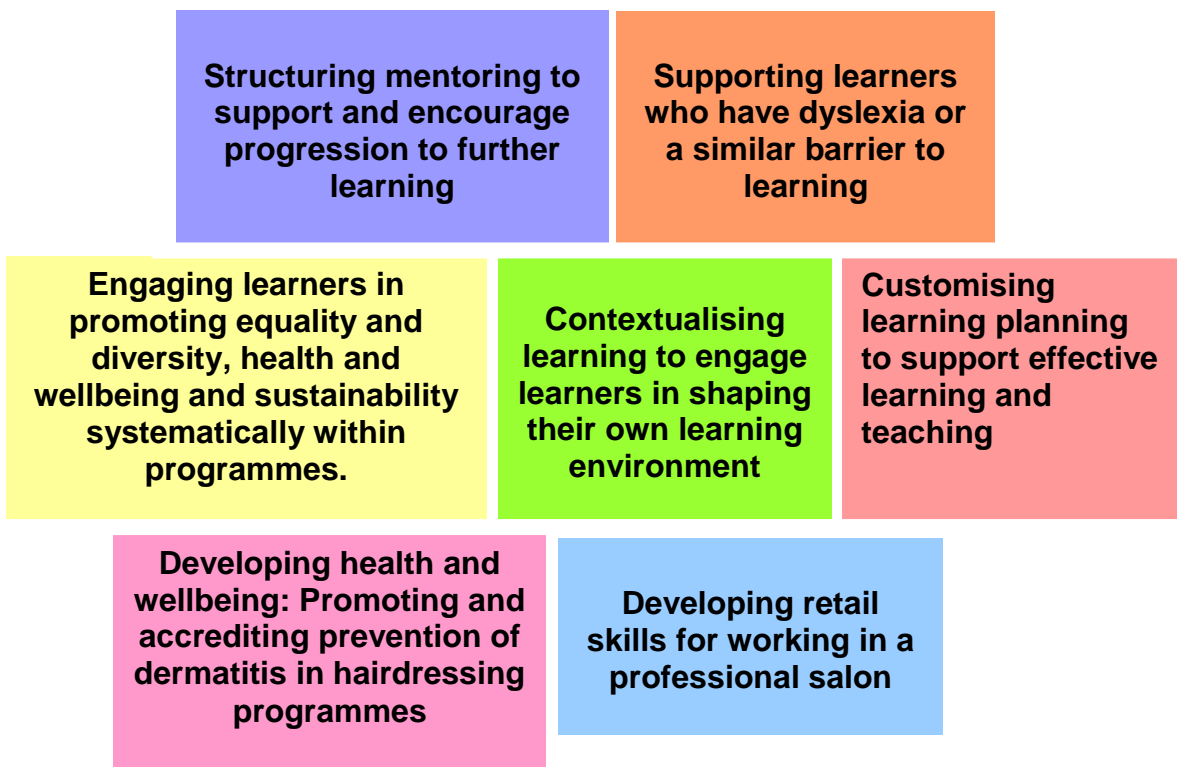 Structuring mentoring to
support and encourage
progression to further
learning
Supporting learners
who have dyslexia or
a similar barrier to
learning
Engaging learners in
promoting equality and
diversity, health and
wellbeing and sustainability
systematically within
programmes.
Contextualising
learning to engage
learners in shaping
their own learning
environment
Customising
learning planning
to support effective
learning and
teaching
Developing health and
wellbeing: Promoting and
accrediting prevention of
dermatitis in hairdressing
programmes
Developing retail
skills for working in a
professional salon